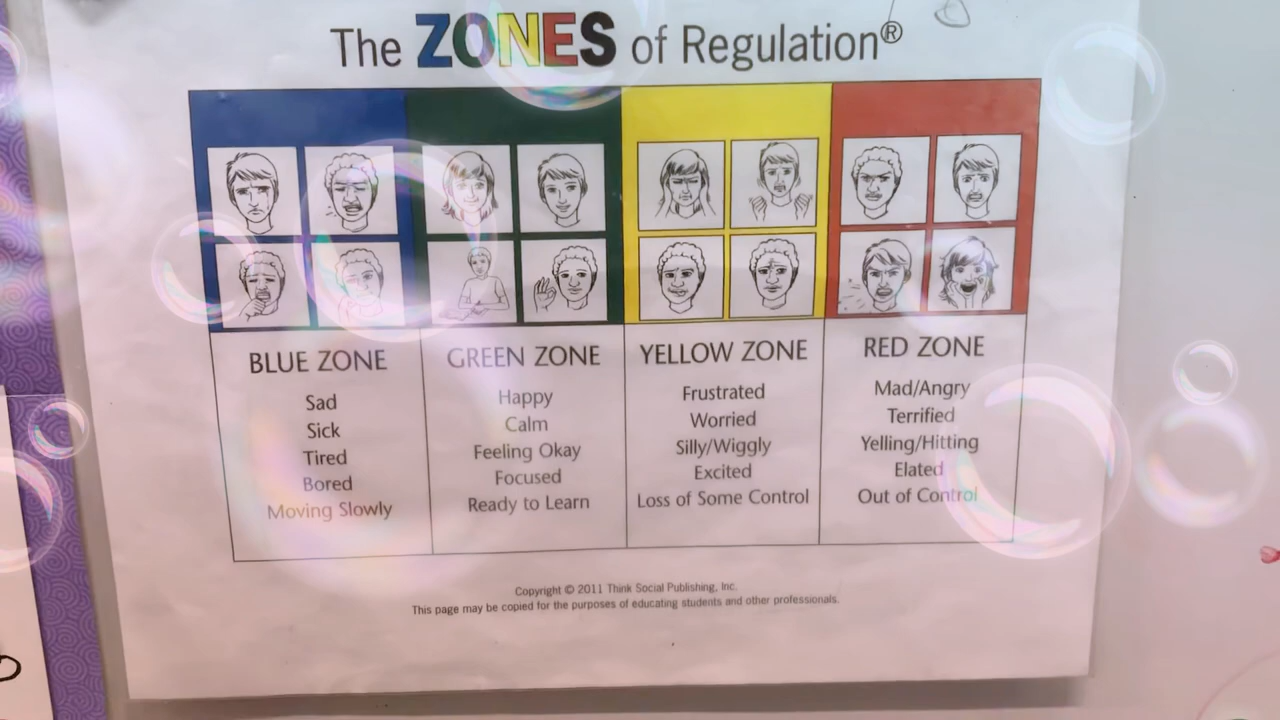 The ZONES of Regulation®
BLUE ZONE
Sad
Sick
Tired
Bored
Moving Slowly
GREEN ZONE
Happy
Calm
Feeling Okay
Focused
Ready to Learn
YELLOW ZONE
Frustrated
Worried
Silly/Wiggly
Excited
Loss of Some Control
RED ZONE
Mad/Angry
Terrified
Yelling/Hitting
Elated
Out of Control
Copyright © 2011 Think Social Publishing, Inc.
This page may be copied for the purposes of educating students and other professionals.